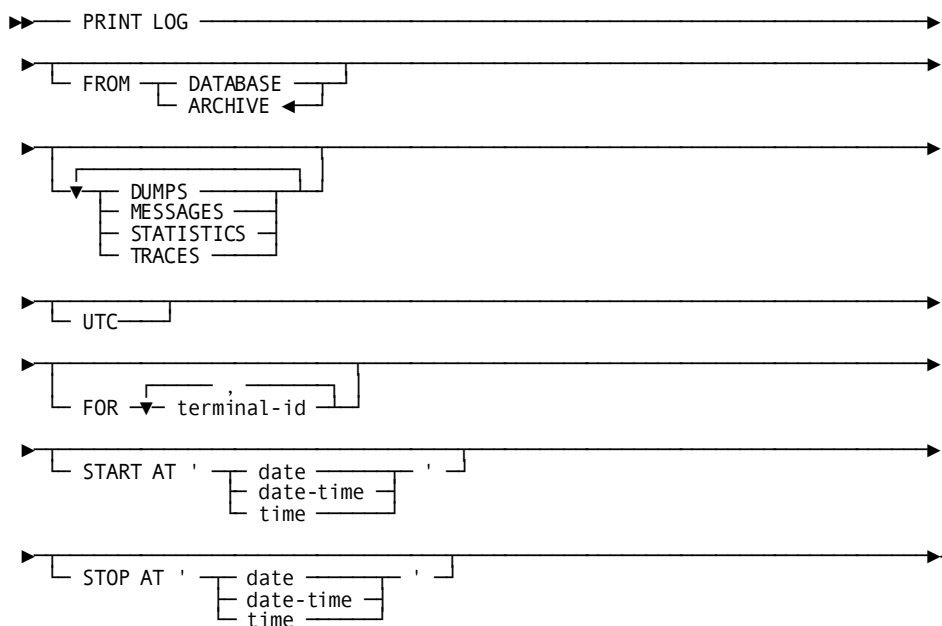 PRINT LOG
FROM DATABASE
ARCHIVE
DUMPS
MESSAGES
STATISTICS
TRACES
UTC
,
FOR terminal-id
START AT ' date '
date-time
time
STOP AT ' date '
date-time
time